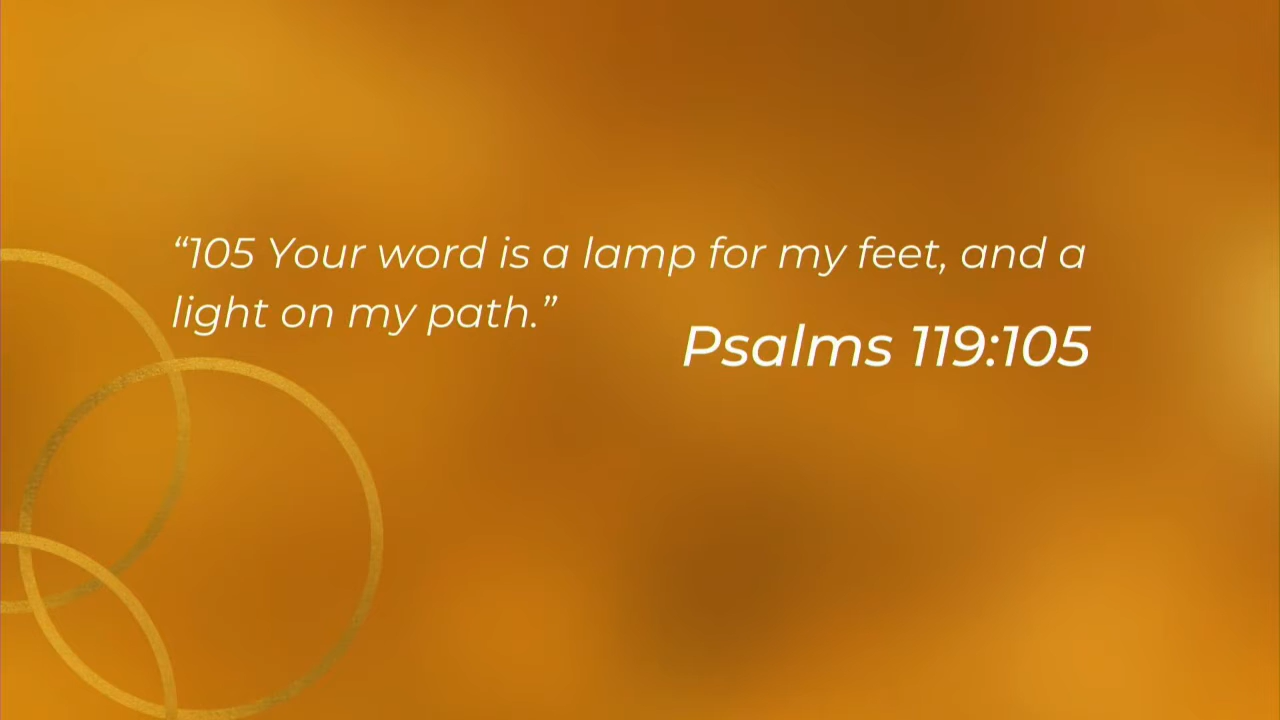 “105 Your word is a lamp for my feet, and a
light on my path.”
Psalms 119:105